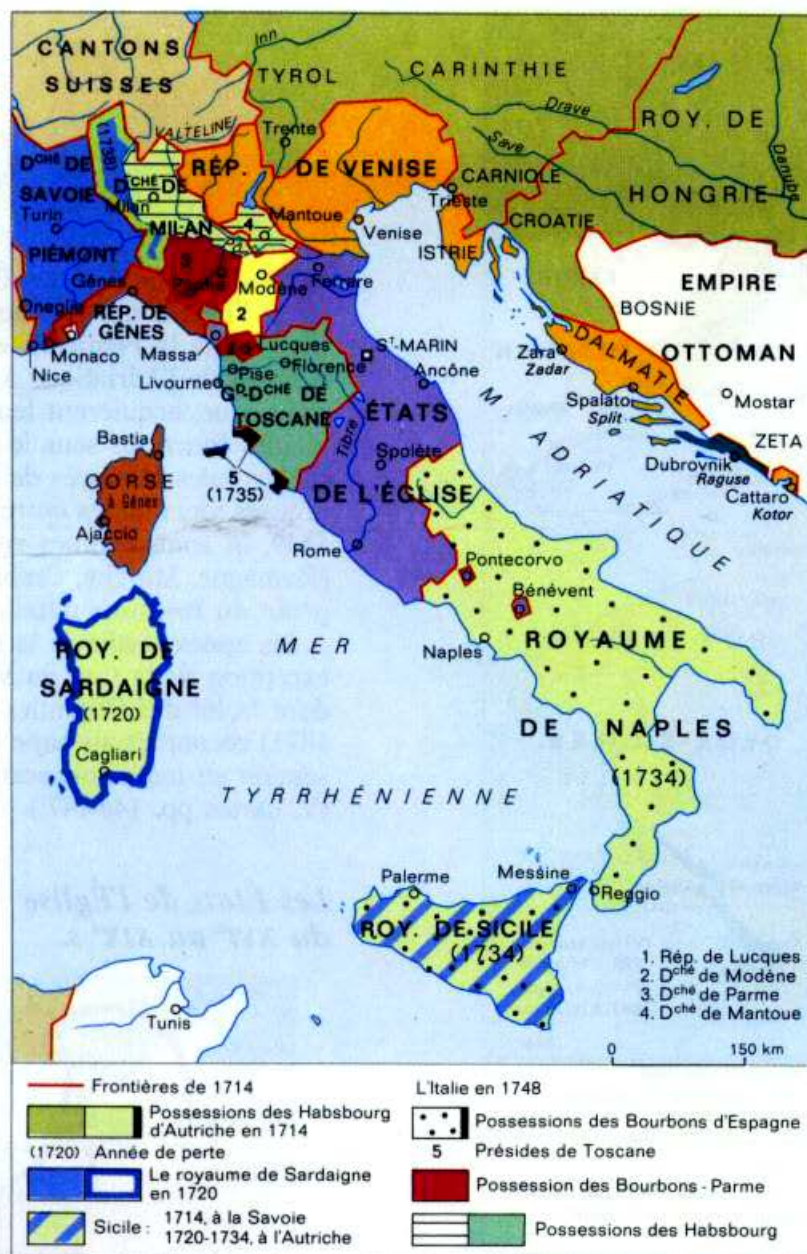 CANTONS
SUISSES
Inn
TYROL
CARINTHIE
Drave
ROY. DE
HONGRIE
Danube
Save
VALTELINE
Trente
(1738)
Dché DE
SAVOIE
Turin
PIÉMONT
Dché DE
Milan
MILAN
RÉP.
DE VENISE
CARNIOLE
Trieste
CROATIE
4
Mantoue
Venise
ISTRIE
EMPIRE
OTTOMAN
BOSNIE
3
Gênes
Modène
2
Ferrare
Oneglia
RÉP. DE
GÊNES
Monaco
Nice
Massa
Lucques
Pise
Florence
Livourne
Gd-Dché DE
TOSCANE
St-MARIN
Ancône
Zara
Zadar
DALMATIE
Spalato
Split
Mostar
ZETA
Dubrovnik
Raguse
Cattaro
Kotor
M. ADRIATIQUE
ÉTATS
Tibre
Spolète
DE L'ÉGLISE
Rome
Bastia
CORSE
à Gênes
Ajaccio
5
(1735)
Pontecorvo
Bénévent
Naples
ROYAUME
DE NAPLES
(1734)
ROY. DE
SARDAIGNE
(1720)
Cagliari
MER
TYRRHÉNIENNE
Palerme
Messine
Reggio
ROY. DE SICILE
(1734)
Tunis
1. Rép. de Lucques
2. Dché de Modène
3. Dché de Parme
4. Dché de Mantoue
0 150 km
Frontières de 1714
Possessions des Habsbourg
d'Autriche en 1714
(1720) Année de perte
Le royaume de Sardaigne
en 1720
Sicile : 1714, à la Savoie
1720-1734, à l'Autriche
L'Italie en 1748
Possessions des Bourbons d'Espagne
5 Présides de Toscane
Possession des Bourbons - Parme
Possessions des Habsbourg